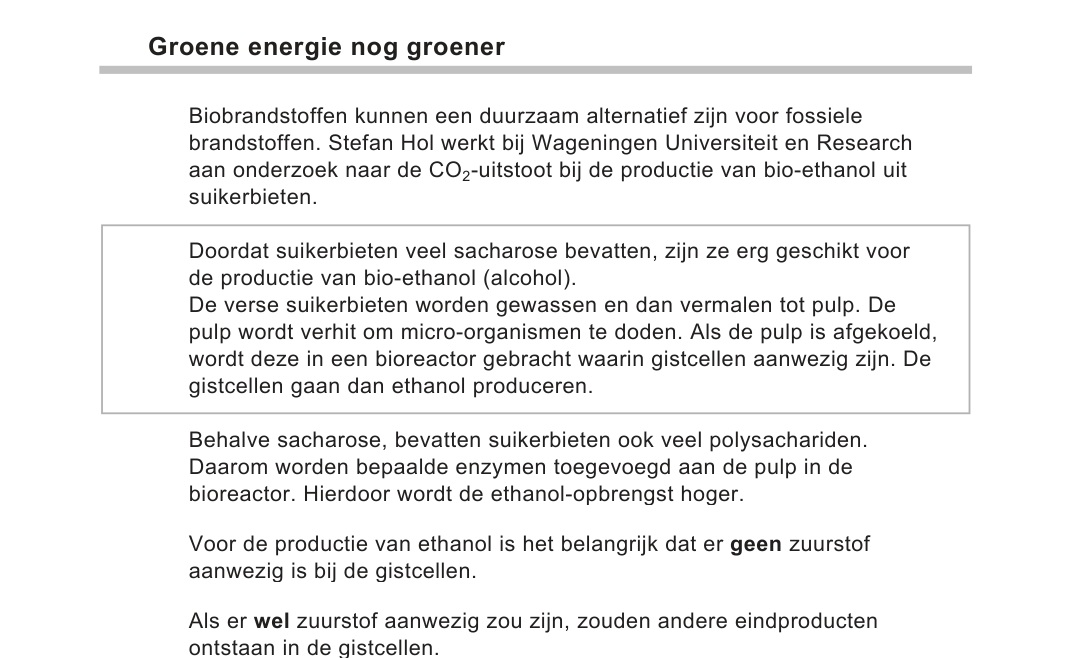 Groene energie nog groener
Biobrandstoffen kunnen een duurzaam alternatief zijn voor fossiele
brandstoffen. Stefan Hol werkt bij Wageningen Universiteit en Research
aan onderzoek naar de CO₂-uitstoot bij de productie van bio-ethanol uit
suikerbieten.
Doordat suikerbieten veel sacharose bevatten, zijn ze erg geschikt voor
de productie van bio-ethanol (alcohol).
De verse suikerbieten worden gewassen en dan vermalen tot pulp. De
pulp wordt verhit om micro-organismen te doden. Als de pulp is afgekoeld,
wordt deze in een bioreactor gebracht waarin gistcellen aanwezig zijn. De
gistcellen gaan dan ethanol produceren.
Behalve sacharose, bevatten suikerbieten ook veel polysachariden.
Daarom worden bepaalde enzymen toegevoegd aan de pulp in de
bioreactor. Hierdoor wordt de ethanol-opbrengst hoger.
Voor de productie van ethanol is het belangrijk dat er geen zuurstof
aanwezig is bij de gistcellen.
Als er wel zuurstof aanwezig zou zijn, zouden andere eindproducten
ontstaan in de gistcellen.